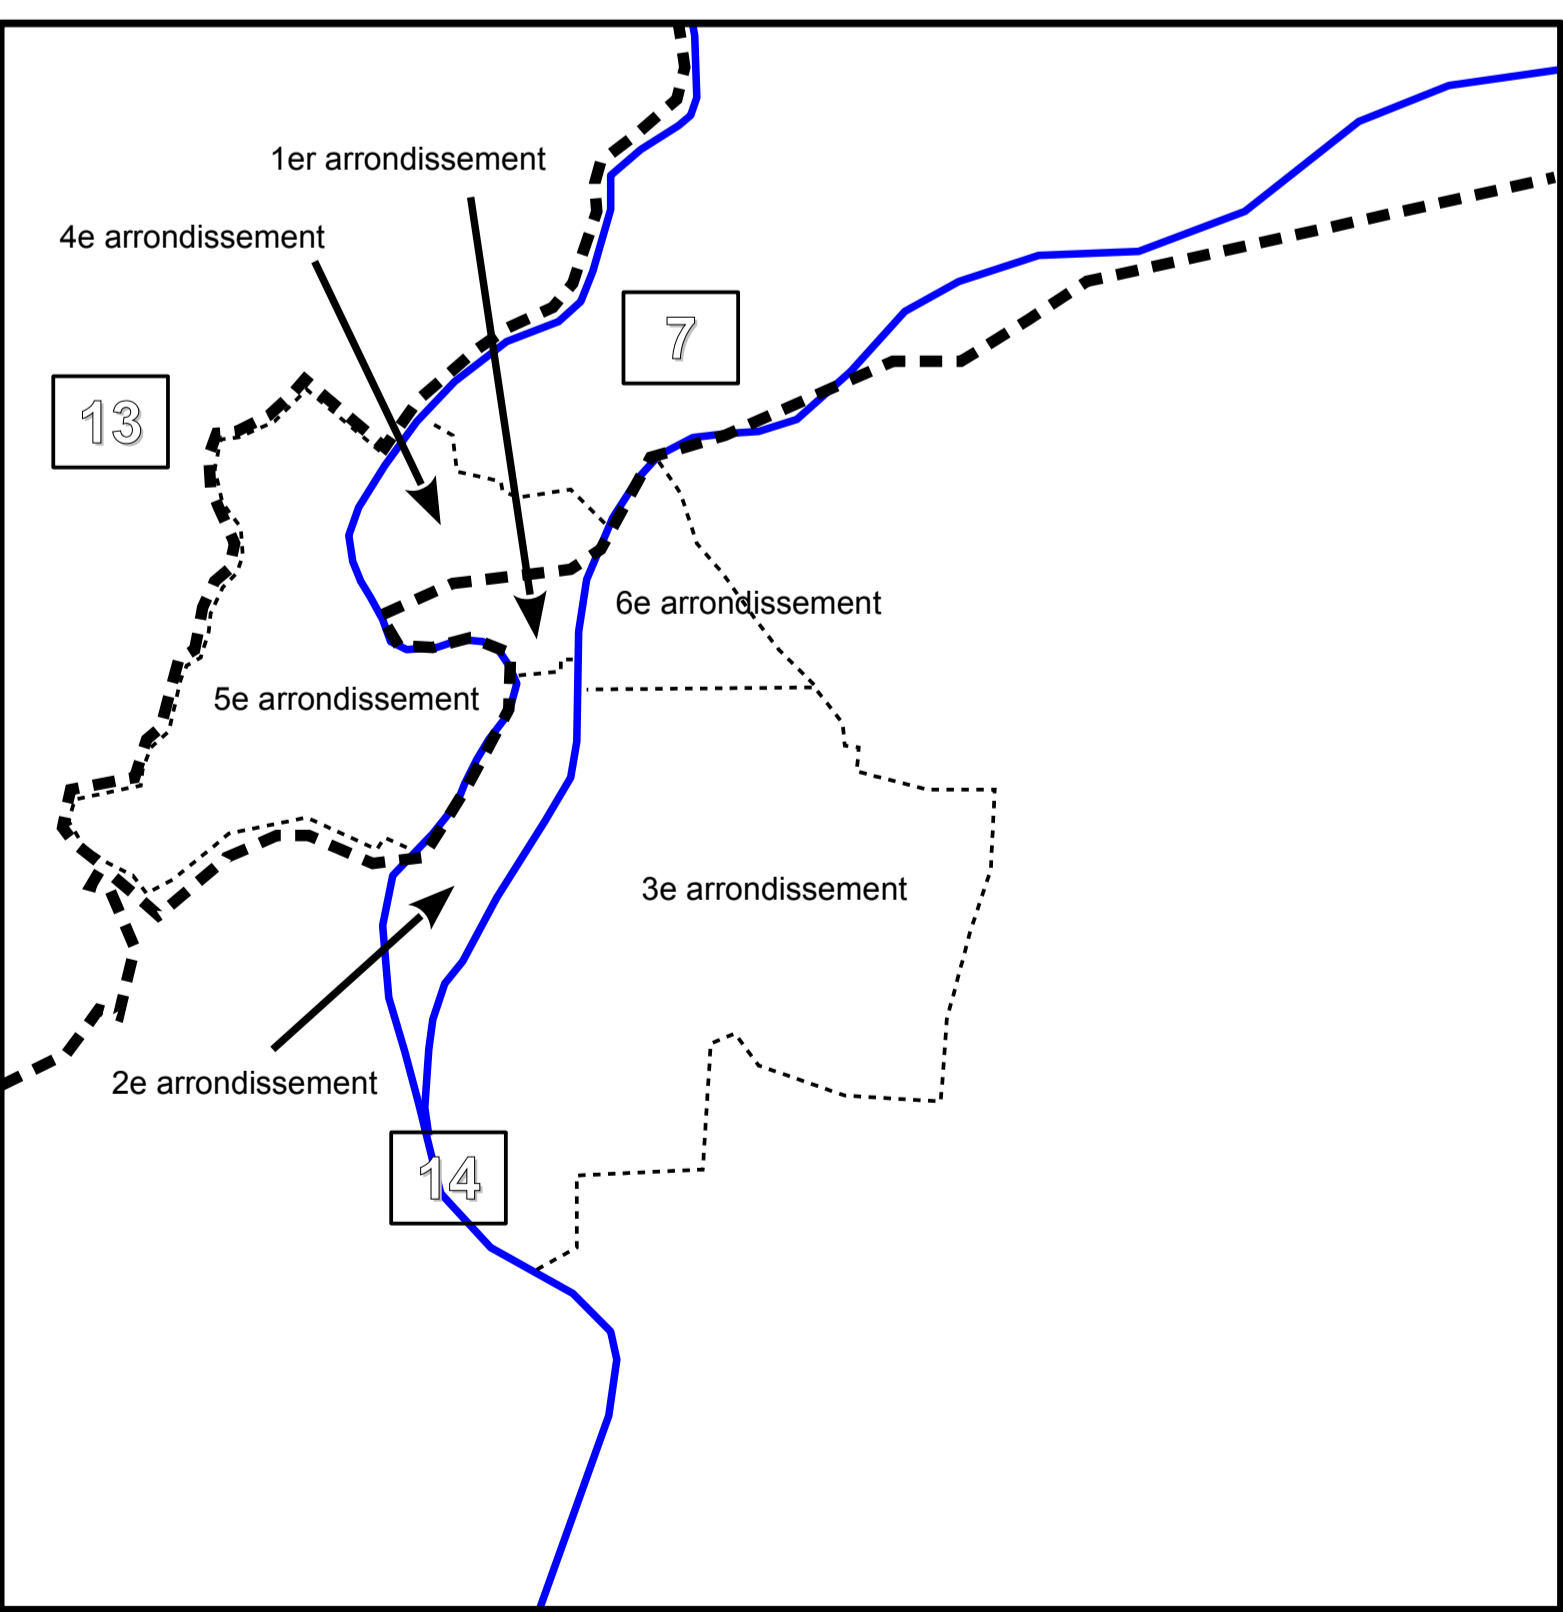 1er arrondissement
4e arrondissement
7
13
6e arrondissement
5e arrondissement
3e arrondissement
2e arrondissement
14